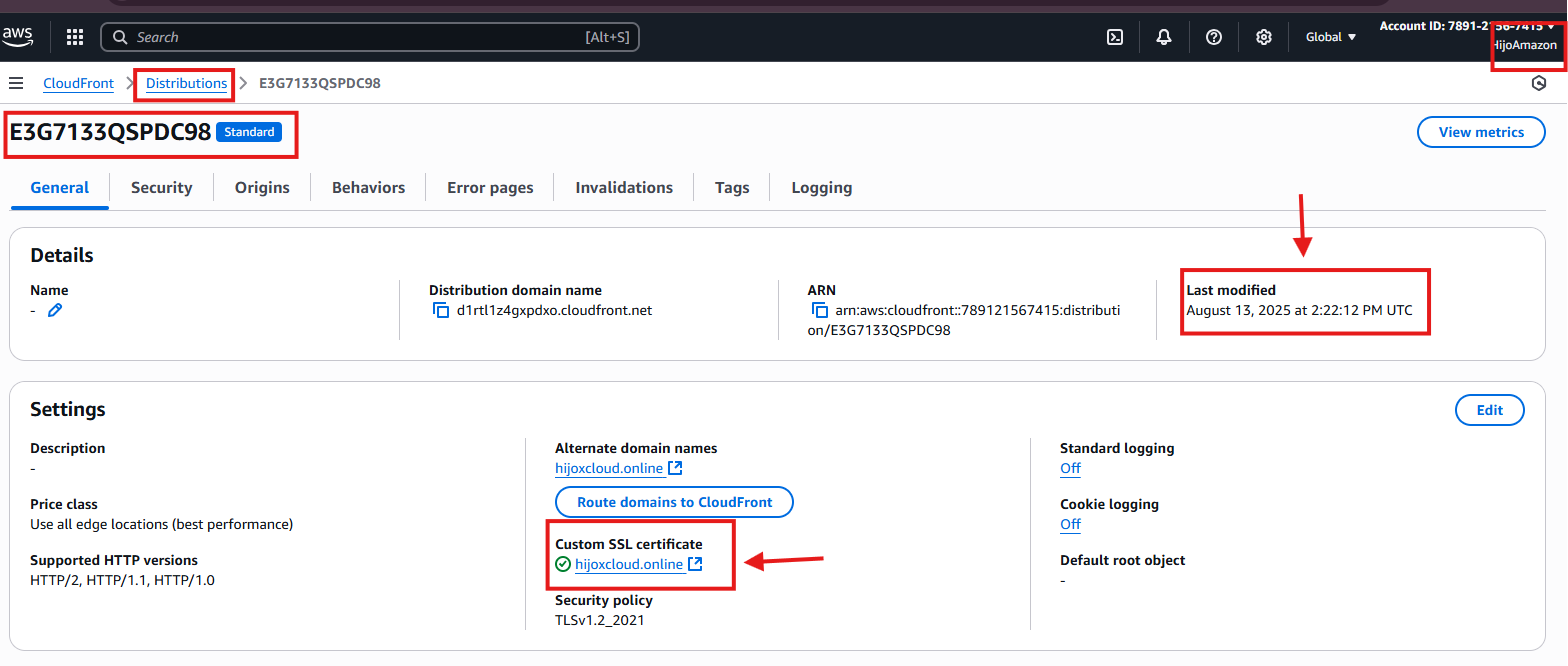 aws
Search
[Alt+S]
Global
Account ID: 7891-2156-7415
HijoAmazon
CloudFront
Distributions
E3G7133QSPDC98
E3G7133QSPDC98
Standard
View metrics
General
Security
Origins
Behaviors
Error pages
Invalidations
Tags
Logging
Details
Name
-
Distribution domain name
d1rtl1z4gxpdxo.cloudfront.net
ARN
arn:aws:cloudfront::789121567415:distributi
on/E3G7133QSPDC98
Last modified
August 13, 2025 at 2:22:12 PM UTC
Settings
Edit
Description
-
Price class
Use all edge locations (best performance)
Supported HTTP versions
HTTP/2, HTTP/1.1, HTTP/1.0
Alternate domain names
hijoxcloud.online
Route domains to CloudFront
Custom SSL certificate
hijoxcloud.online
Security policy
TLSv1.2_2021
Standard logging
Off
Cookie logging
Off
Default root object
-